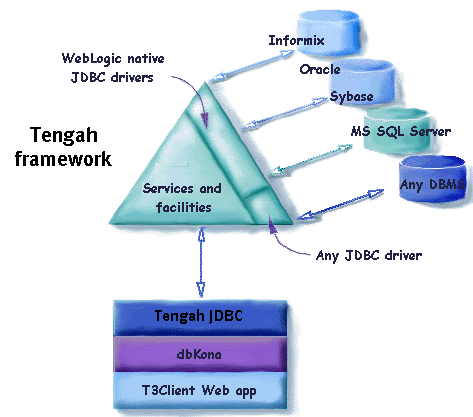 Informix
WebLogic native
JDBC drivers
Oracle
Sybase
Tengah
framework
MS SQL Server
Services and
facilities
Any DBMS
Any JDBC driver
Tengah JDBC
dbKona
T3Client Web app